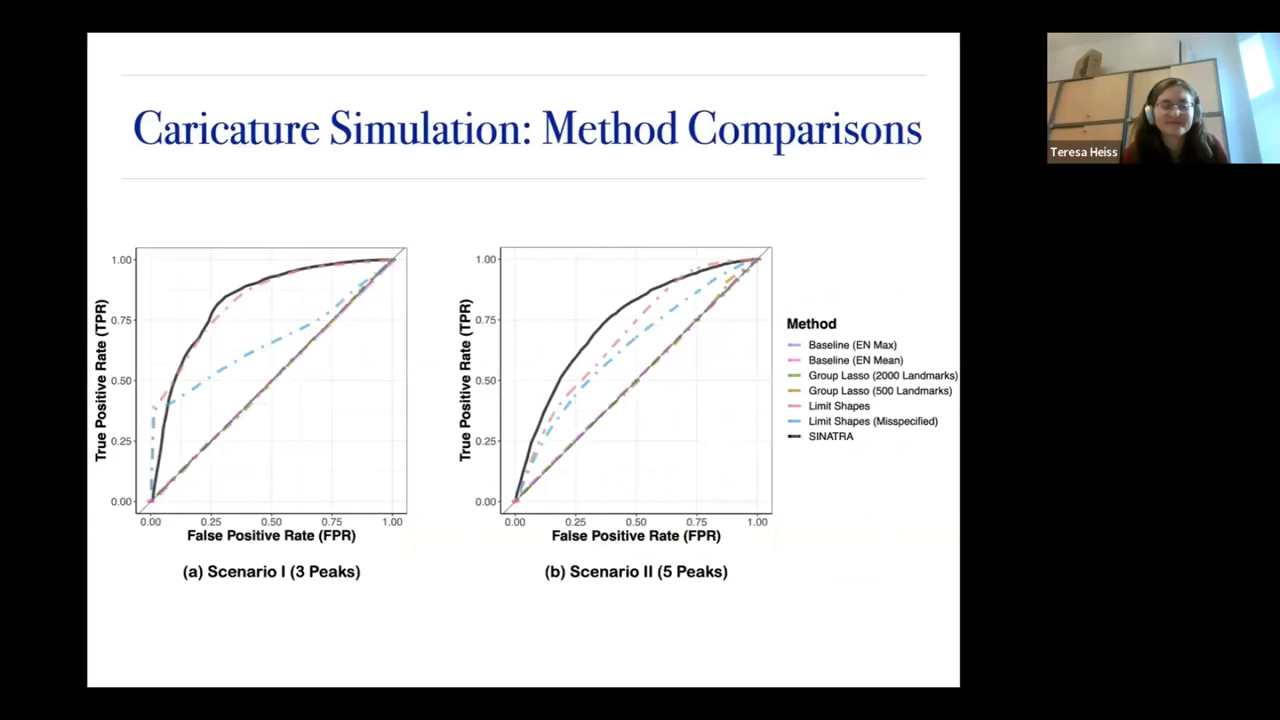 Caricature Simulation: Method Comparisons
Teresa Heiss
True Positive Rate (TPR)
1.00
0.75
0.50
0.25
0.00
0.00 0.25 0.50 0.75 1.00
False Positive Rate (FPR)
(a) Scenario I (3 Peaks)
True Positive Rate (TPR)
1.00
0.75
0.50
0.25
0.00
0.00 0.25 0.50 0.75 1.00
False Positive Rate (FPR)
(b) Scenario II (5 Peaks)
Method
Baseline (EN Max)
Baseline (EN Mean)
Group Lasso (2000 Landmarks)
Group Lasso (500 Landmarks)
Limit Shapes
Limit Shapes (Misspecified)
SINATRA